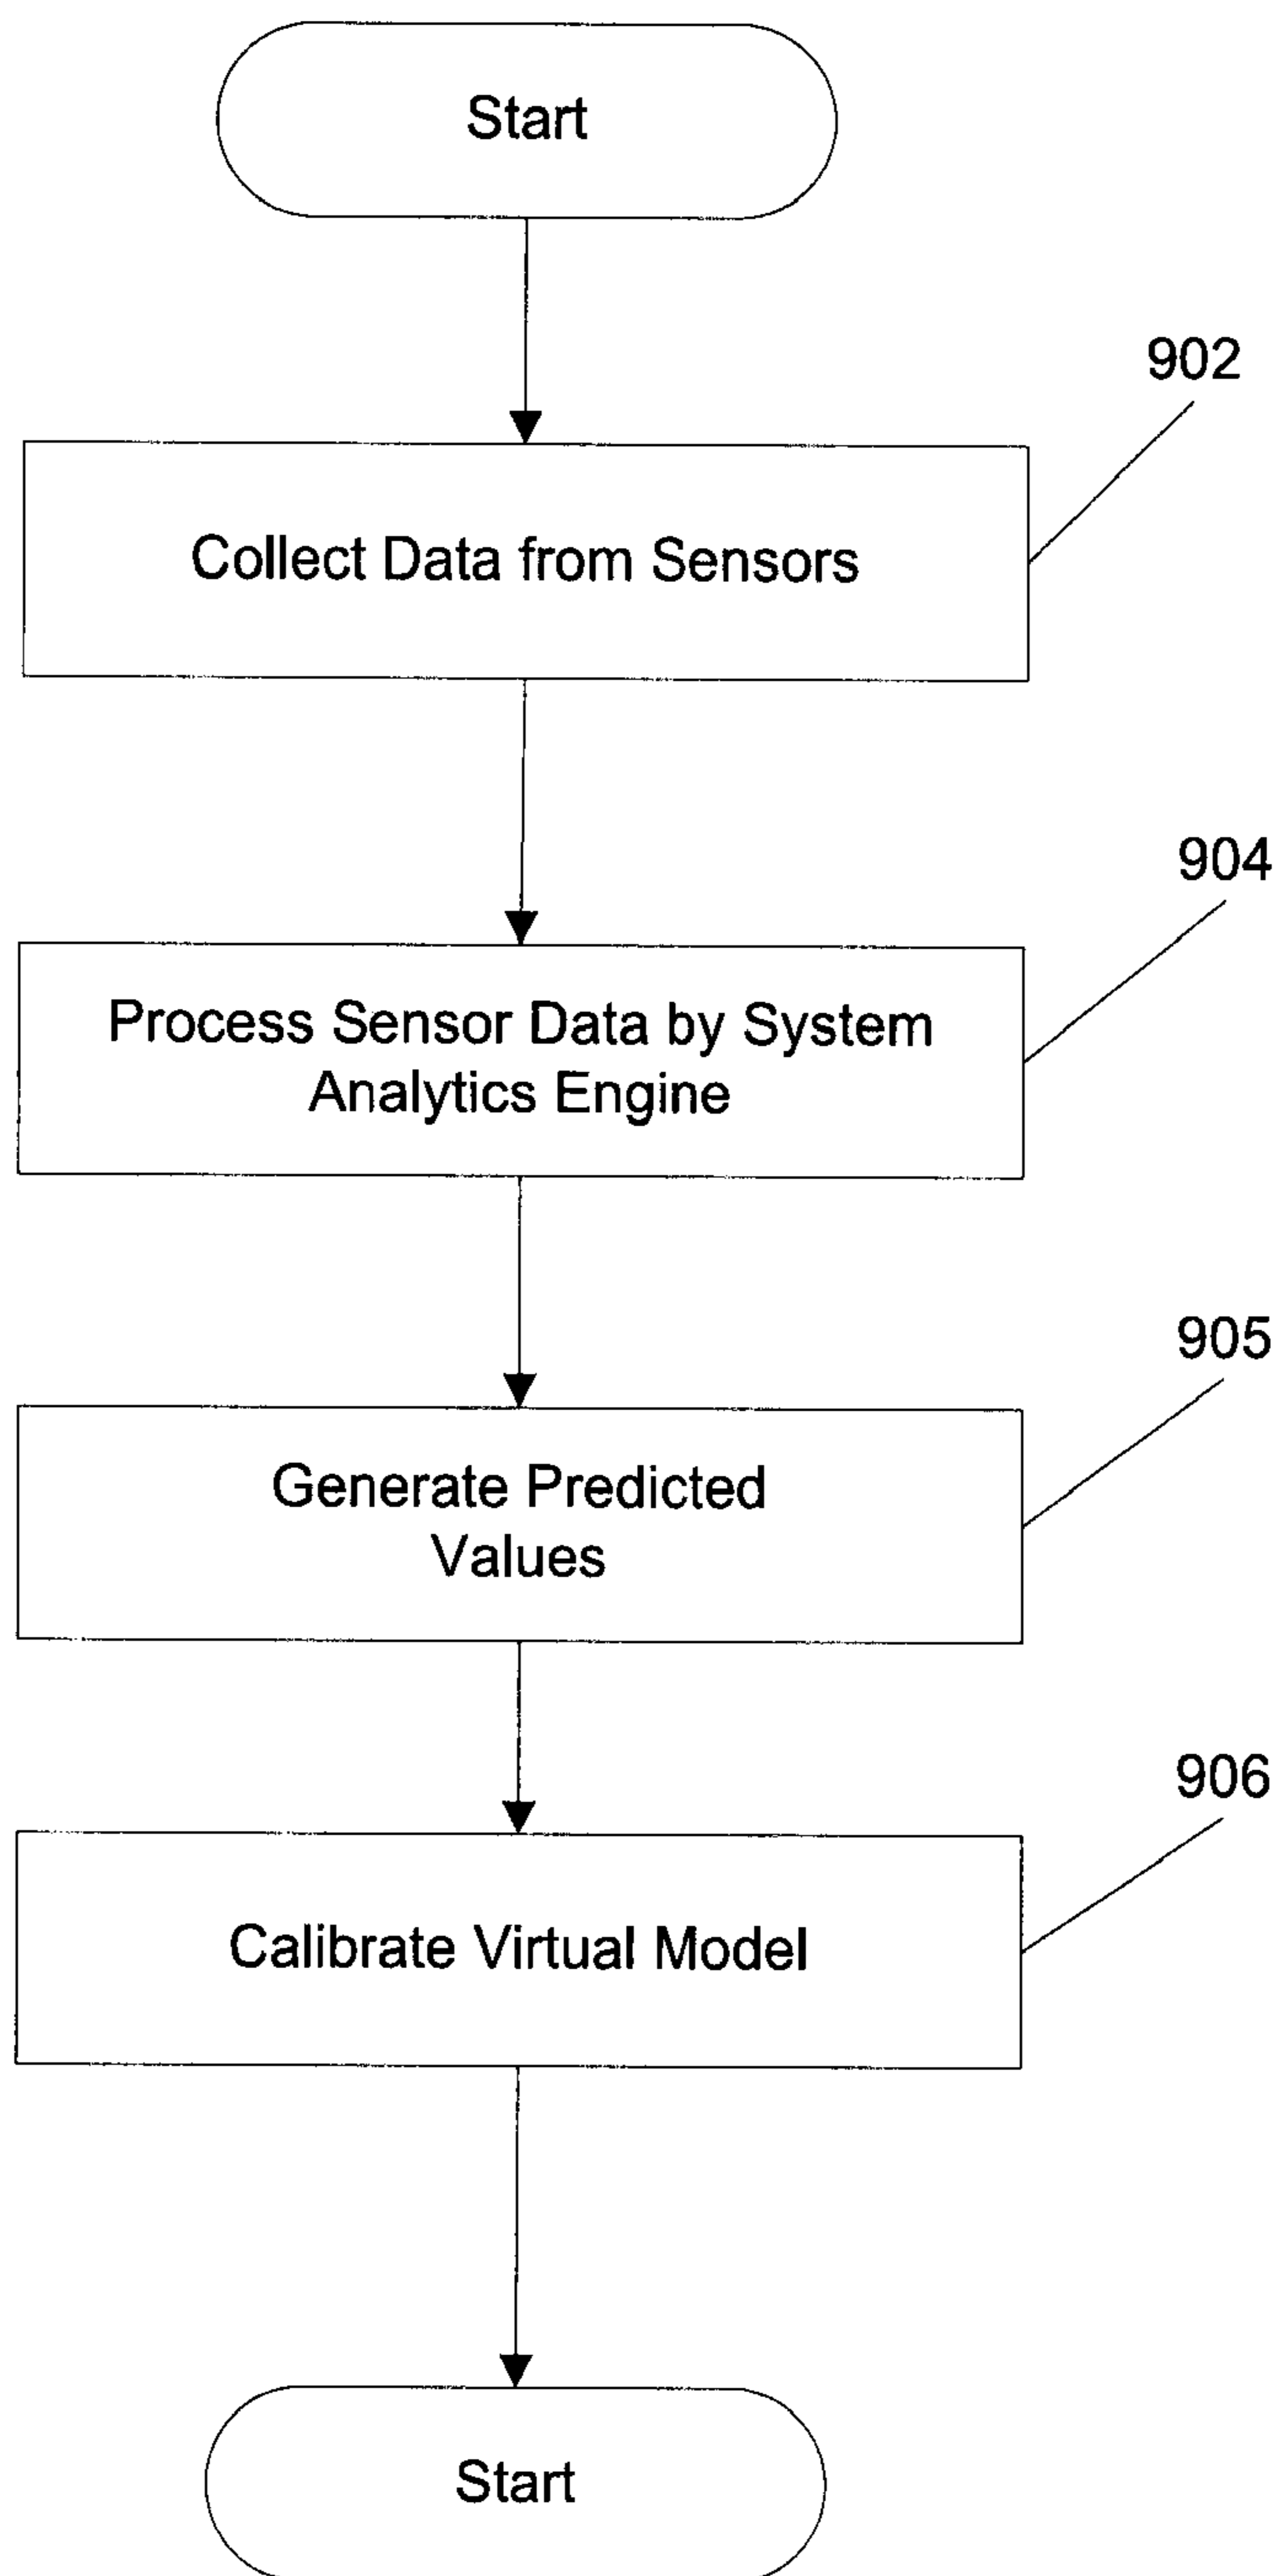 Start
902
Collect Data from Sensors
904
Process Sensor Data by System
Analytics Engine
905
Generate Predicted
Values
906
Calibrate Virtual Model
Start